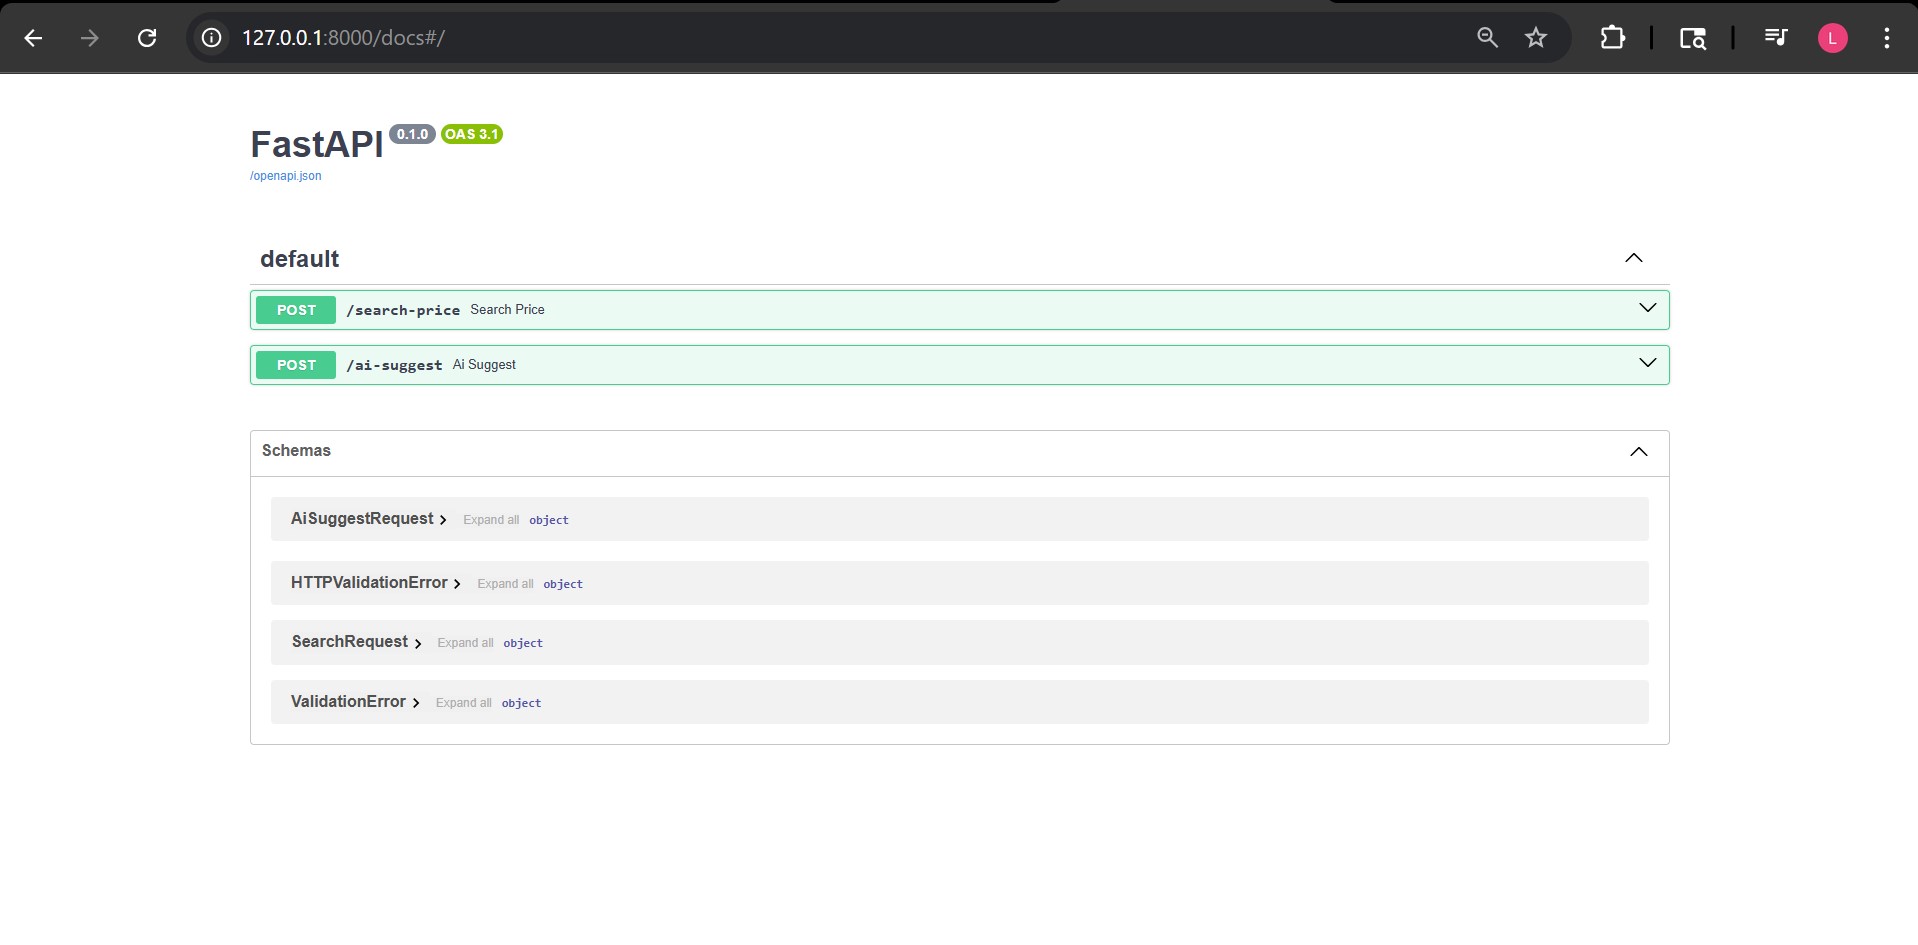 127.0.0.1:8000/docs#/
L
FastAPI 0.1.0 OAS 3.1
/openapi.json
default
POST /search-price Search Price
POST /ai-suggest Ai Suggest
Schemas
AiSuggestRequest Expand all object
HTTPValidationError Expand all object
SearchRequest Expand all object
ValidationError Expand all object